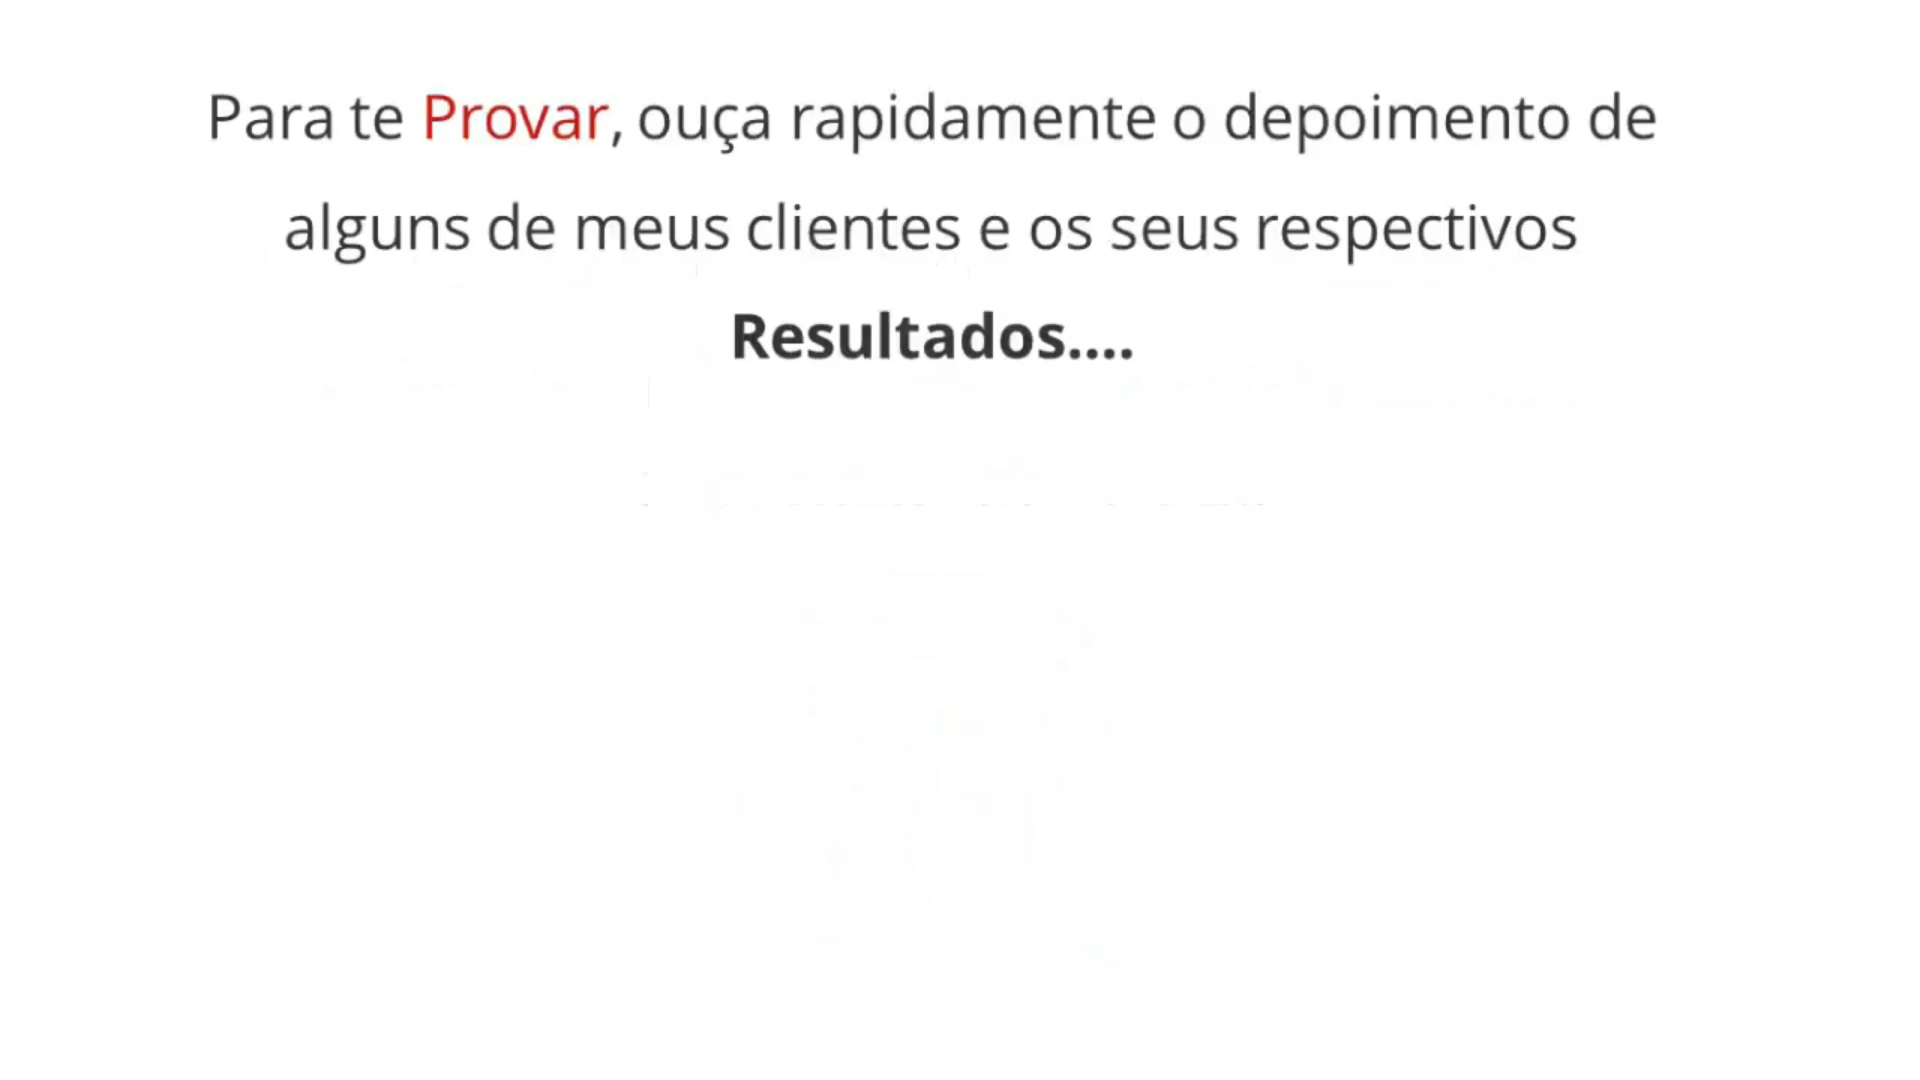 Para te Provar, ouça rapidamente o depoimento de
alguns de meus clientes e os seus respectivos
Resultados....